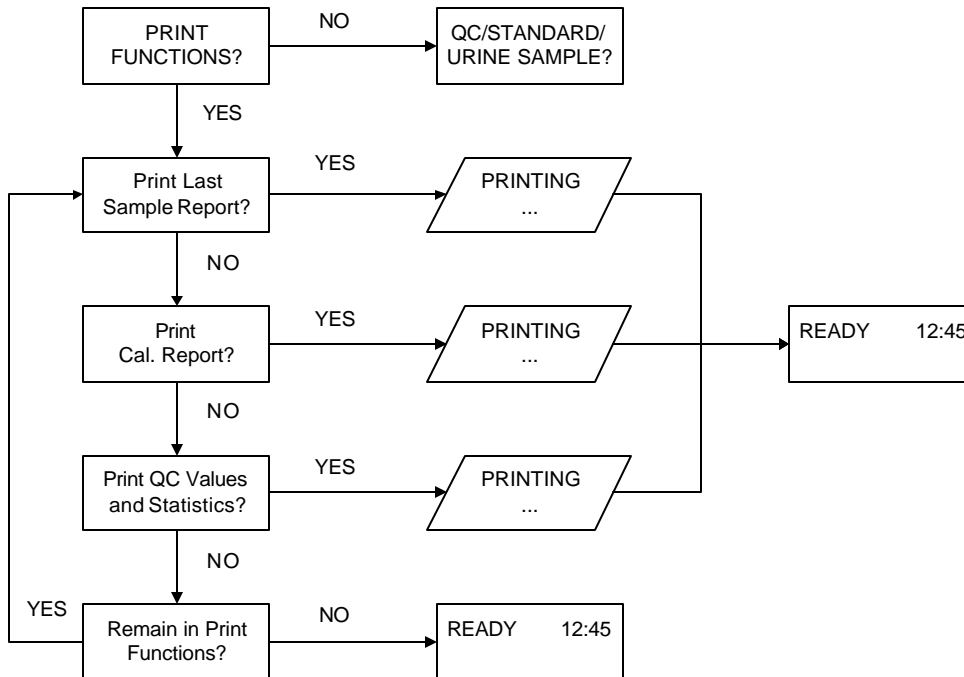 PRINT
FUNCTIONS?
NO
QC/STANDARD/
URINE SAMPLE?
YES
Print Last
Sample Report?
YES
PRINTING
...
NO
Print
Cal. Report?
YES
PRINTING
...
READY 12:45
NO
Print QC Values
and Statistics?
YES
PRINTING
...
NO
YES
Remain in Print
Functions?
NO
READY 12:45